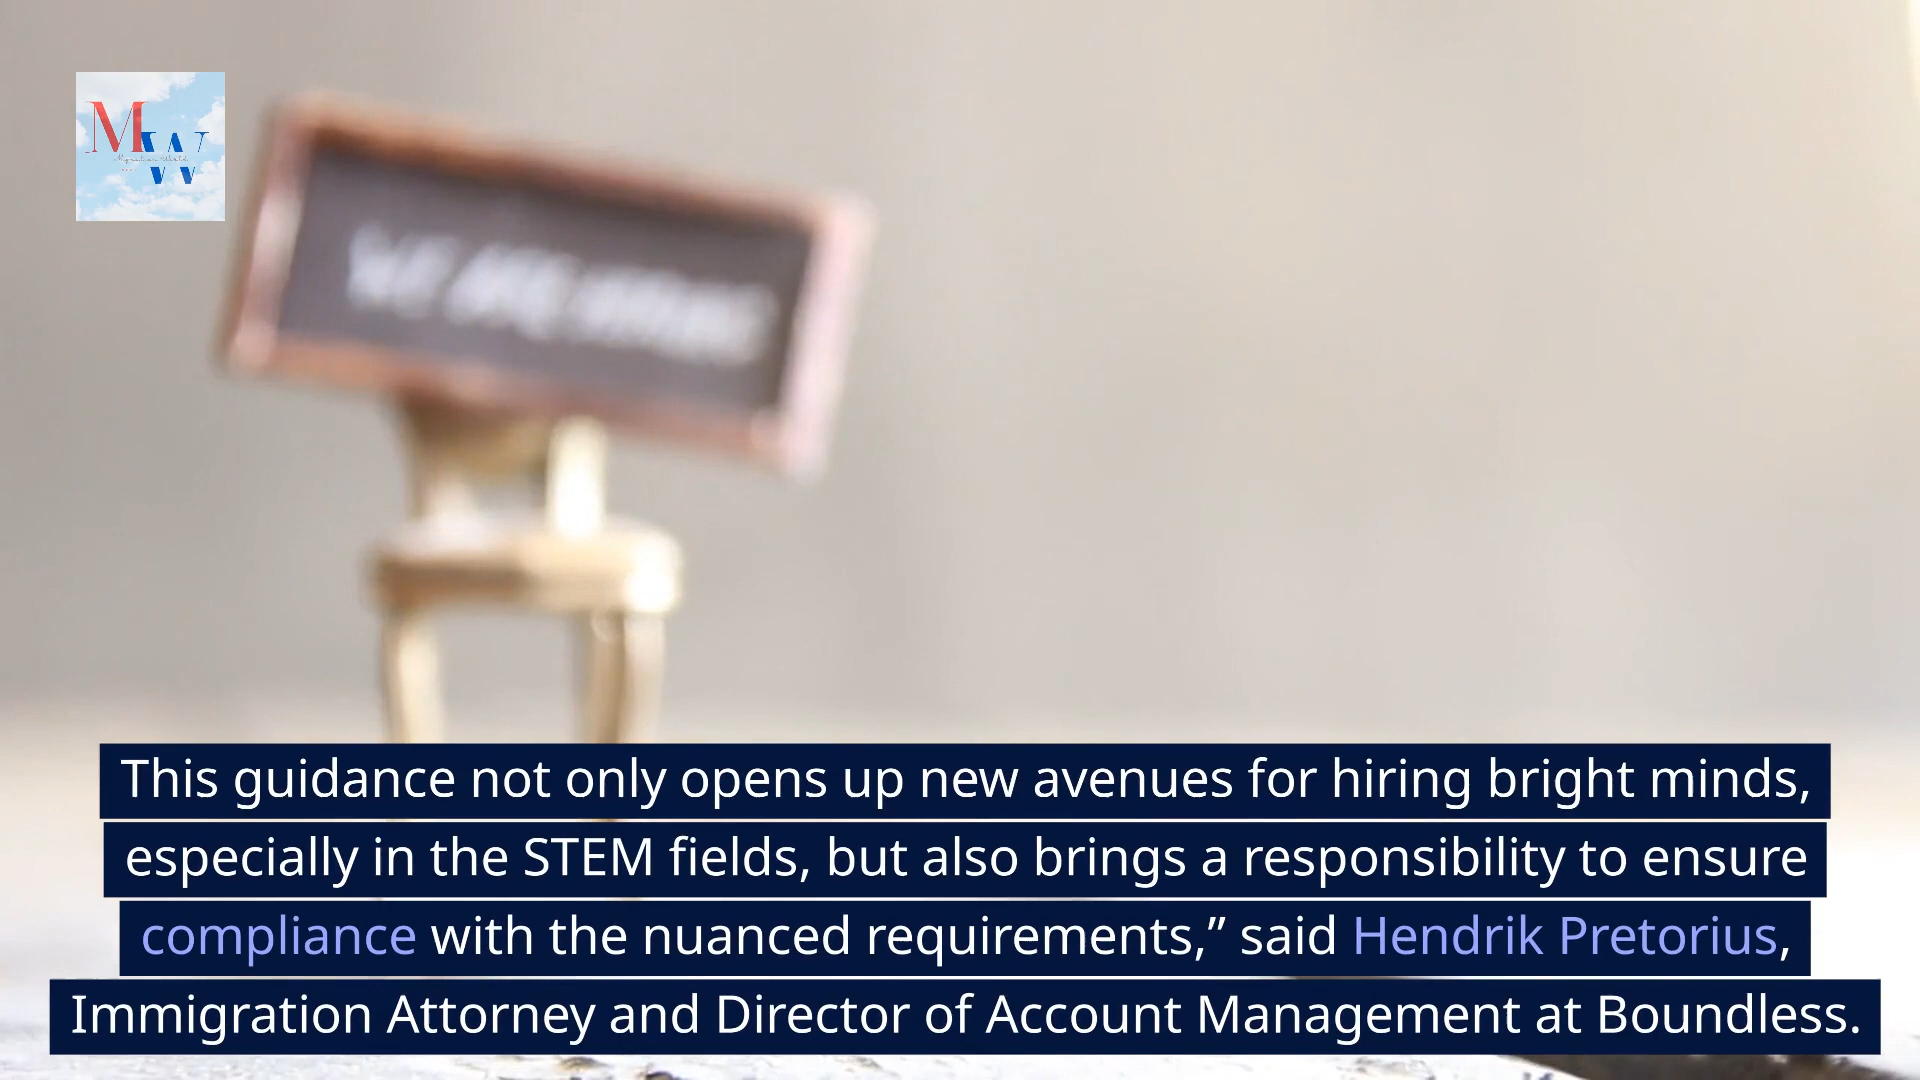 MW
This guidance not only opens up new avenues for hiring bright minds,
especially in the STEM fields, but also brings a responsibility to ensure
compliance with the nuanced requirements,” said Hendrik Pretorius,
Immigration Attorney and Director of Account Management at Boundless.